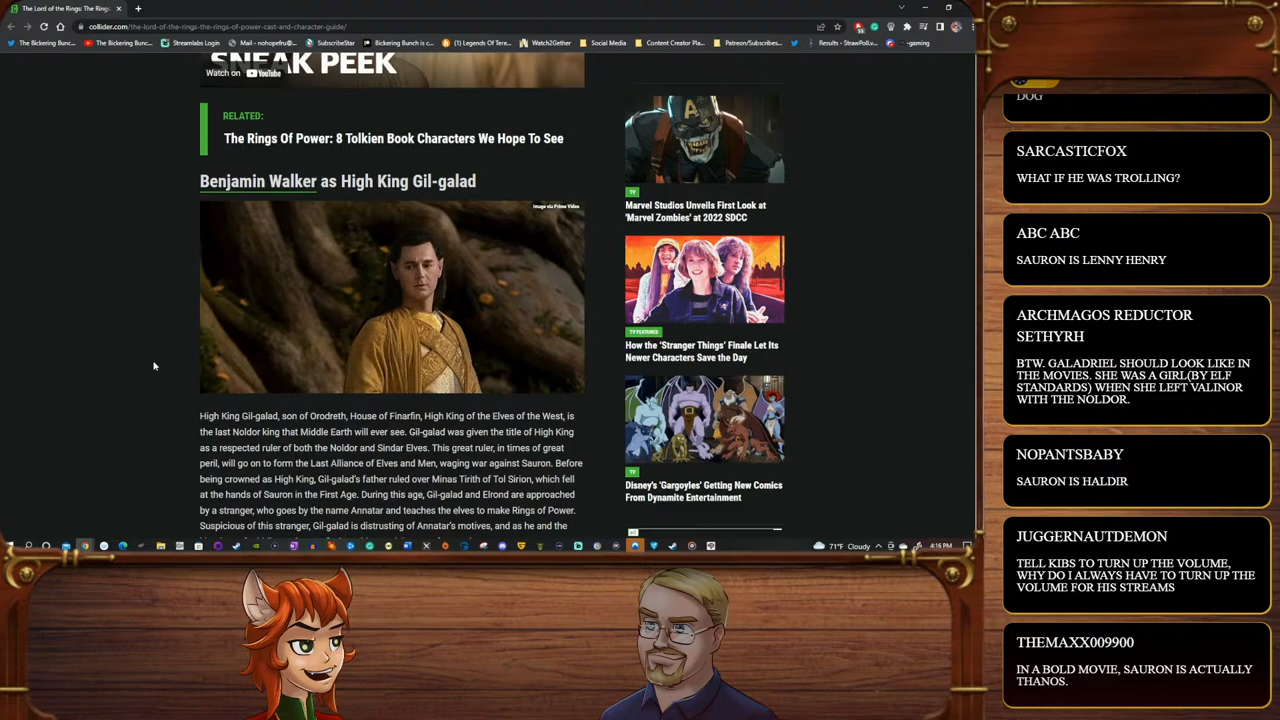 The Lord of the Rings: The Rings
collider.com/the-lord-of-the-rings-the-rings-of-power-cast-and-character-guide/
The Bickering Bunc...
The Bickering Bunc...
Streamlabs Login
Mail - nohopefru@...
SubscribeStar
Bickering Bunch is c...
(1) Legends Of Tere...
Watch2Gether
Social Media
Content Creator Pla...
Patreon/Subscribes...
Results - StrawPoll.v...
-gaming
SNEAK PEEK
Watch on YouTube
RELATED:
The Rings Of Power: 8 Tolkien Book Characters We Hope To See
Benjamin Walker as High King Gil-galad
Image via Prime Video
High King Gil-galad, son of Orodreth, House of Finarfin, High King of the Elves of the West, is
the last Noldor king that Middle Earth will ever see. Gil-galad was given the title of High King
as a respected ruler of both the Noldor and Sindar Elves. This great ruler, in times of great
peril, will go on to form the Last Alliance of Elves and Men, waging war against Sauron. Before
being crowned as High King, Gil-galad's father ruled over Minas Tirith of Tol Sirion, which fell
at the hands of Sauron in the First Age. During this age, Gil-galad and Elrond are approached
by a stranger, who goes by the name Annatar and teaches the elves to make Rings of Power.
Suspicious of this stranger, Gil-galad is distrusting of Annatar's motives, and as he and the
A
TV
Marvel Studios Unveils First Look at
'Marvel Zombies' at 2022 SDCC
TV FEATURED
How the 'Stranger Things' Finale Let Its
Newer Characters Save the Day
TV
Disney's 'Gargoyles' Getting New Comics
From Dynamite Entertainment
71°F Cloudy
4:16 PM
DOG
SARCASTICFOX
WHAT IF HE WAS TROLLING?
ABC ABC
SAURON IS LENNY HENRY
ARCHMAGOS REDUCTOR
SETHYRH
BTW. GALADRIEL SHOULD LOOK LIKE IN
THE MOVIES. SHE WAS A GIRL(BY ELF
STANDARDS) WHEN SHE LEFT VALINOR
WITH THE NOLDOR.
NOPANTSBABY
SAURON IS HALDIR
JUGGERNAUTDEMON
TELL KIBS TO TURN UP THE VOLUME,
WHY DO I ALWAYS HAVE TO TURN UP THE
VOLUME FOR HIS STREAMS
THEMAXX009900
IN A BOLD MOVIE, SAURON IS ACTUALLY
THANOS.